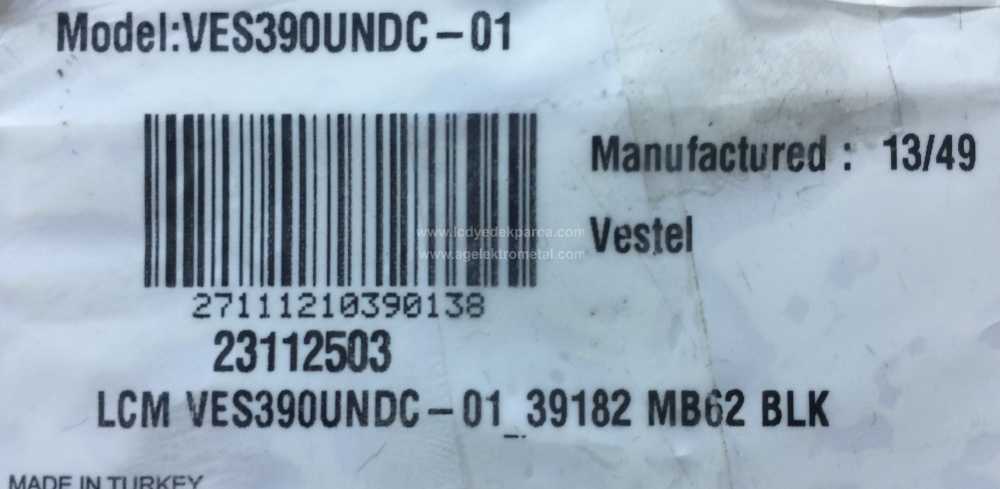 Model:VES390UNDC-01
Manufactured : 13/49
Vestel
www.lcdyedekparca.com
www.agelektrometal.com
27111210390138
23112503
LCM VES390UNDC-01_39182 MB62 BLK
MADE IN TURKEY